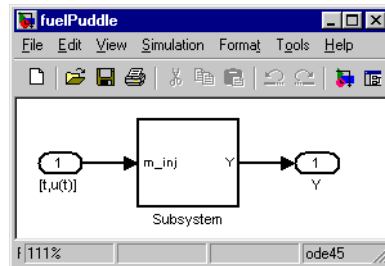 fuelPuddle
File Edit View Simulation Format Tools Help
1 m_inj Y 1
[t,u(t)] Y
Subsystem
111% ode45